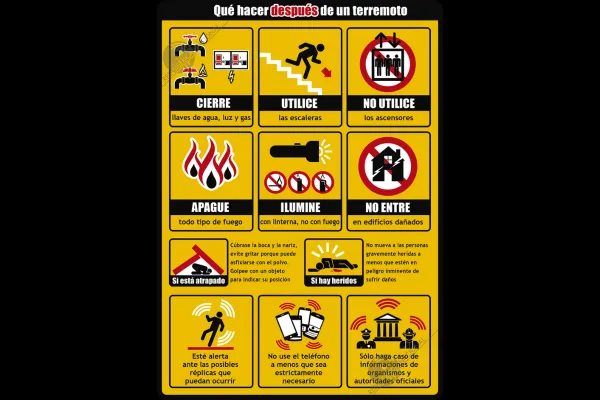 Qué hacer después de un terremoto
CIERRE
llaves de agua, luz y gas
UTILICE
las escaleras
NO UTILICE
los ascensores
APAGUE
todo tipo de fuego
ILUMINE
con linterna, no con fuego
NO ENTRE
en edificios dañados
Si está atrapado
Cúbrase la boca y la nariz,
evite gritar porque puede
asfixiarse con el polvo.
Golpee con un objeto
para indicar su posición
Si hay heridos
No mueva a las personas
gravemente heridas a
menos que estén en
peligro inminente de
sufrir daños
Esté alerta
ante las posibles
réplicas que
puedan ocurrir
No use el teléfono
a menos que sea
estrictamente
necesario
Sólo haga caso de
informaciones de
organismos y
autoridades oficiales